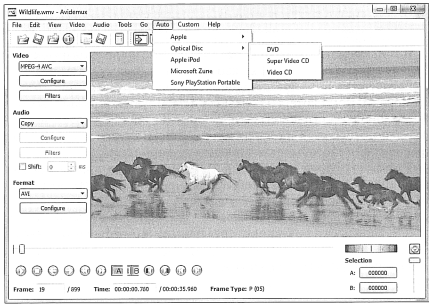 Wildlife.wmv - Avidemux
File Edit View Video Audio Tools Go Auto Custom Help
Apple
Optical Disc
Apple iPod
Microsoft Zune
Sony PlayStation Portable
DVD
Super Video CD
Video CD
Video
MPEG-4 AVC
Configure
Filters
Audio
Copy
Configure
Filters
Shift: 0 ms
Format
AVI
Configure
A B
Selection
A: 000000
B: 000000
Frame: 19 / 899 Time: 00:00:00.760 / 00:00:35.960 Frame Type: P (05)